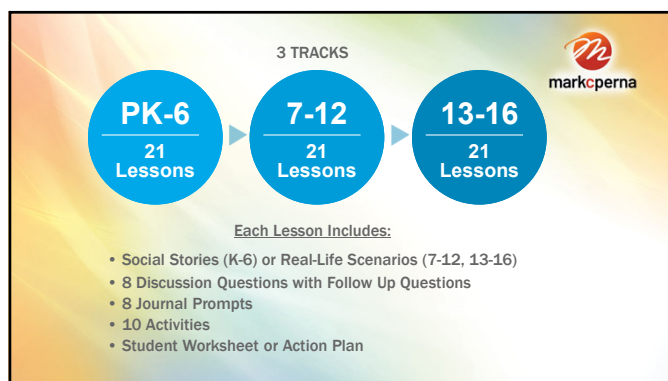 3 TRACKS
markcperna
PK-6
21
Lessons
7-12
21
Lessons
13-16
21
Lessons
Each Lesson Includes:
• Social Stories (K-6) or Real-Life Scenarios (7-12, 13-16)
• 8 Discussion Questions with Follow Up Questions
• 8 Journal Prompts
• 10 Activities
• Student Worksheet or Action Plan